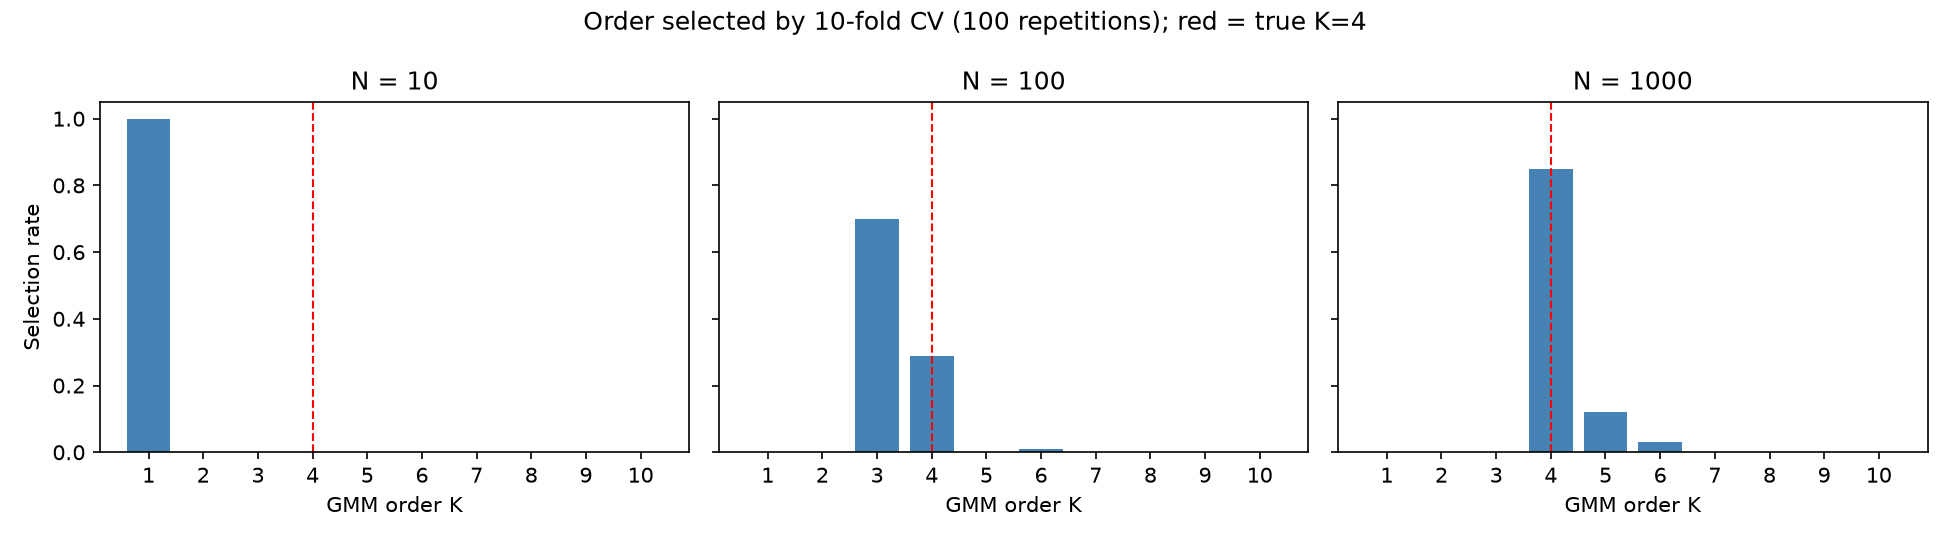 Order selected by 10-fold CV (100 repetitions); red = true K=4
N = 10
N = 100
N = 1000
Selection rate
1.0
0.8
0.6
0.4
0.2
0.0
1 2 3 4 5 6 7 8 9 10
1 2 3 4 5 6 7 8 9 10
1 2 3 4 5 6 7 8 9 10
GMM order K
GMM order K
GMM order K